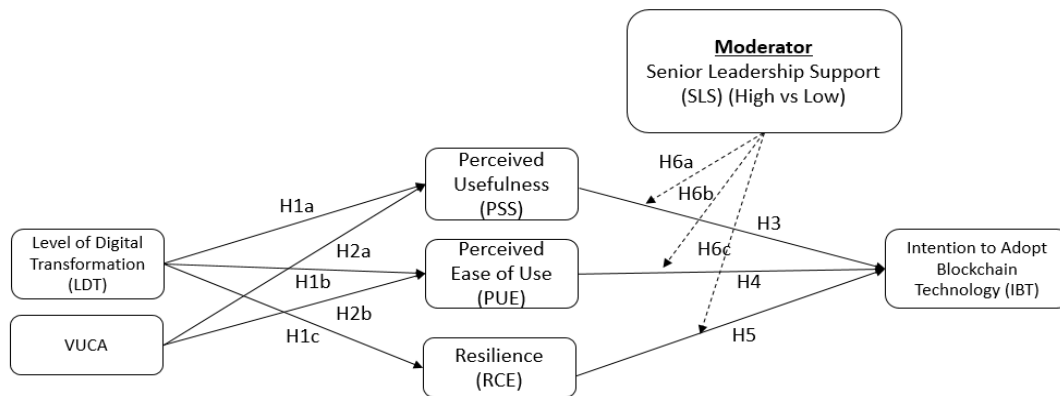 Moderator
Senior Leadership Support
(SLS) (High vs Low)
H6a
Perceived
Usefulness
(PSS)
H6b
H1a
H3
Level of Digital
Transformation
(LDT)
H2a
Perceived
Ease of Use
(PUE)
H6c
Intention to Adopt
Blockchain
Technology (IBT)
H1b
H4
H2b
VUCA
H1c
Resilience
(RCE)
H5